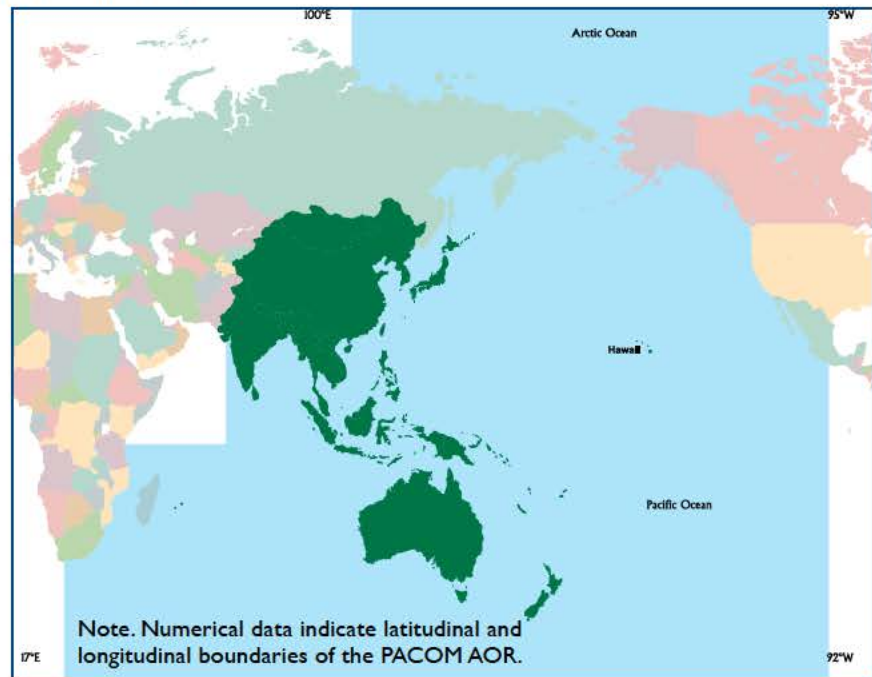 100°E
95°W
Arctic Ocean
Hawaii
Pacific Ocean
Note. Numerical data indicate latitudinal and
longitudinal boundaries of the PACOM AOR.
17°E
92°W